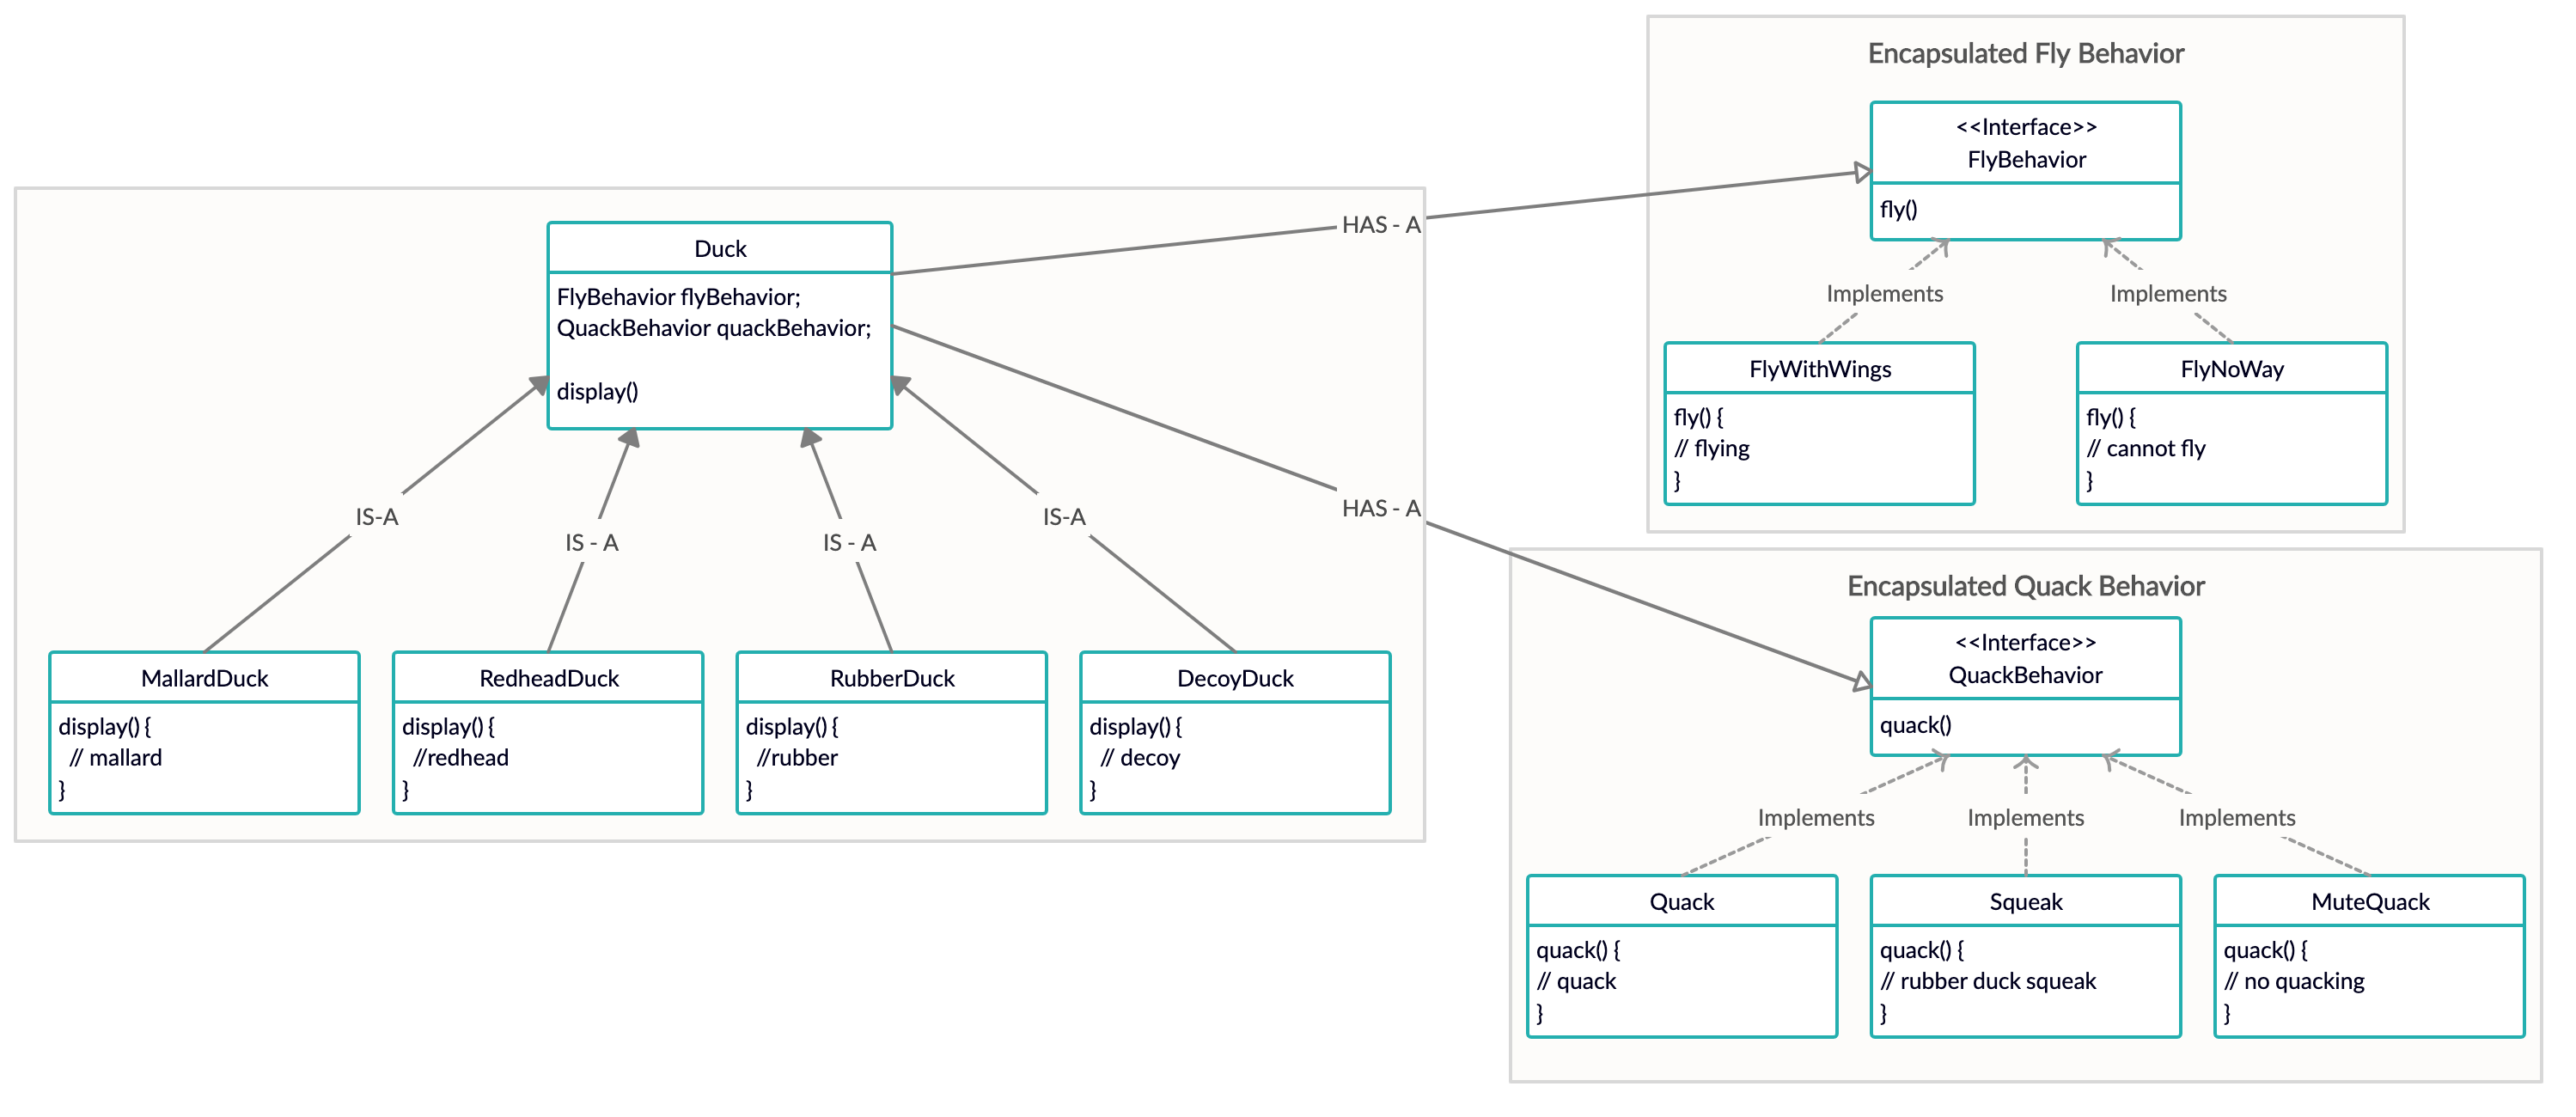 Encapsulated Fly Behavior
<<Interface>>
FlyBehavior
fly()
Implements
Implements
FlyWithWings
fly() {
// flying
}
FlyNoWay
fly() {
// cannot fly
}
HAS - A
HAS - A
Duck
FlyBehavior flyBehavior;
QuackBehavior quackBehavior;
display()
IS-A
IS - A
IS - A
IS-A
MallardDuck
display() {
// mallard
}
RedheadDuck
display() {
//redhead
}
RubberDuck
display() {
//rubber
}
DecoyDuck
display() {
// decoy
}
Encapsulated Quack Behavior
<<Interface>>
QuackBehavior
quack()
Implements
Implements
Implements
Quack
quack() {
// quack
}
Squeak
quack() {
// rubber duck squeak
}
MuteQuack
quack() {
// no quacking
}